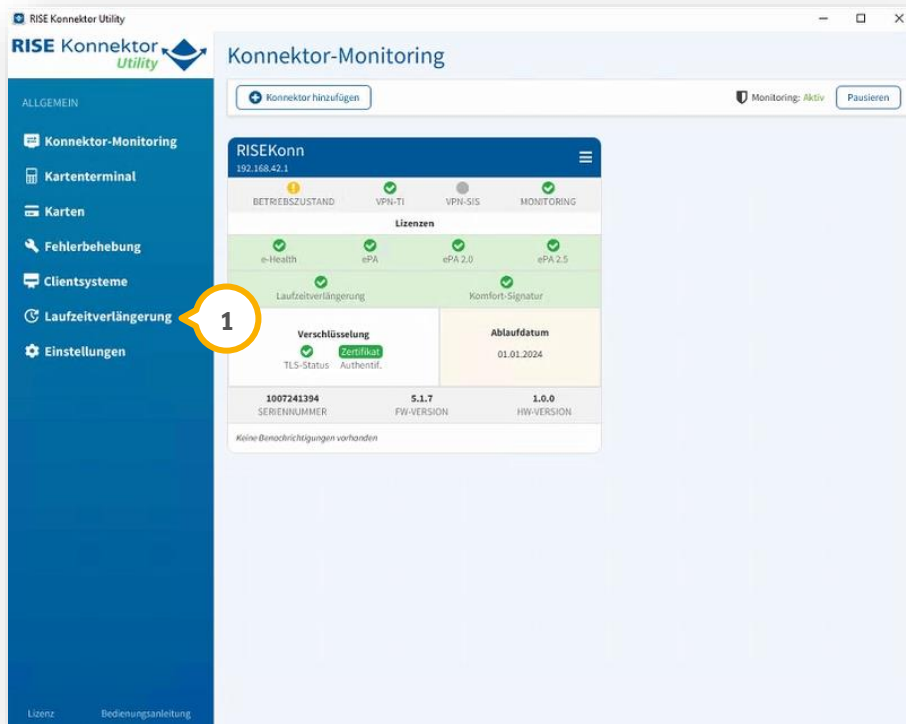 RISE Konnektor Utility
RISE Konnektor
Utility
Konnektor-Monitoring
ALLGEMEIN
Konnektor-Monitoring
Kartenterminal
Karten
Fehlerbehebung
Clientsysteme
Laufzeitverlängerung
Einstellungen
Lizenz Bedienungsanleitung
1
Konnektor hinzufügen
Monitoring: Aktiv
Pausieren
RISEKonn
192.168.42.1
BETRIEBSZUSTAND VPN-TI VPN-SIS MONITORING
Lizenzen
e-Health ePA ePA 2.0 ePA 2.5
Laufzeitverlängerung Komfort-Signatur
Verschlüsselung
Zertifikat
TLS-Status Authentif.
Ablaufdatum
01.01.2024
1007241394 5.1.7 1.0.0
SERIENNUMMER FW-VERSION HW-VERSION
Keine Benachrichtigungen vorhanden